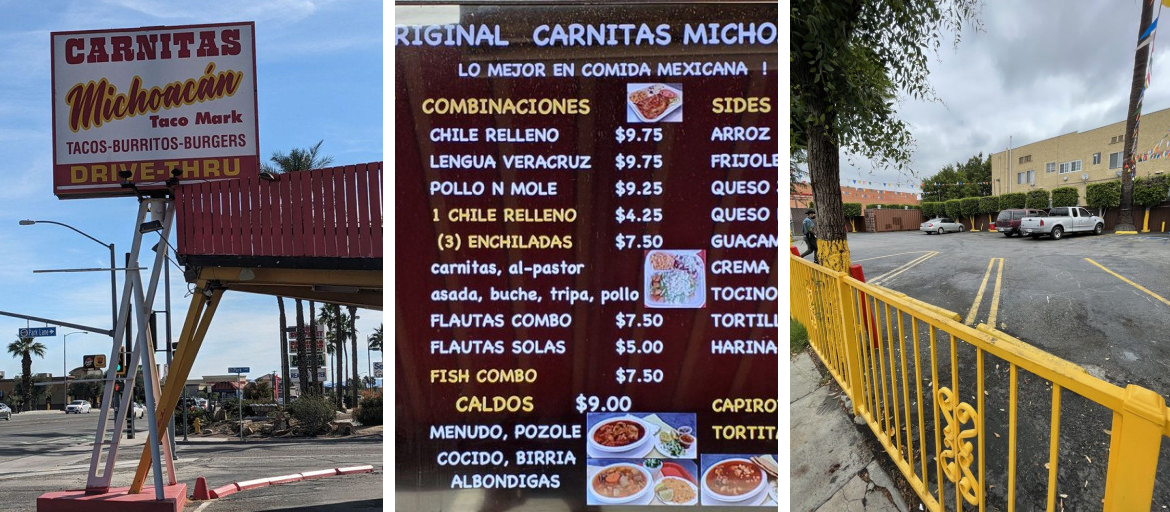 CARNITAS
Michoacán
Taco Mark
TACOS-BURRITOS-BURGERS
DRIVE-THRU
Park Lane
RIGINAL CARNITAS MICHO
LO MEJOR EN COMIDA MEXICANA !
COMBINACIONES
CHILE RELLENO $9.75
LENGUA VERACRUZ $9.75
POLLO N MOLE $9.25
1 CHILE RELLENO $4.25
(3) ENCHILADAS $7.50
carnitas, al-pastor
asada, buche, tripa, pollo
FLAUTAS COMBO $7.50
FLAUTAS SOLAS $5.00
FISH COMBO $7.50
CALDOS $9.00
MENUDO, POZOLE
COCIDO, BIRRIA
ALBONDIGAS
SIDES
ARROZ
FRIJOLE
QUESO
QUESO
GUACAM
CREMA
TOCINO
TORTILL
HARINA
CAPIRO
TORTIT